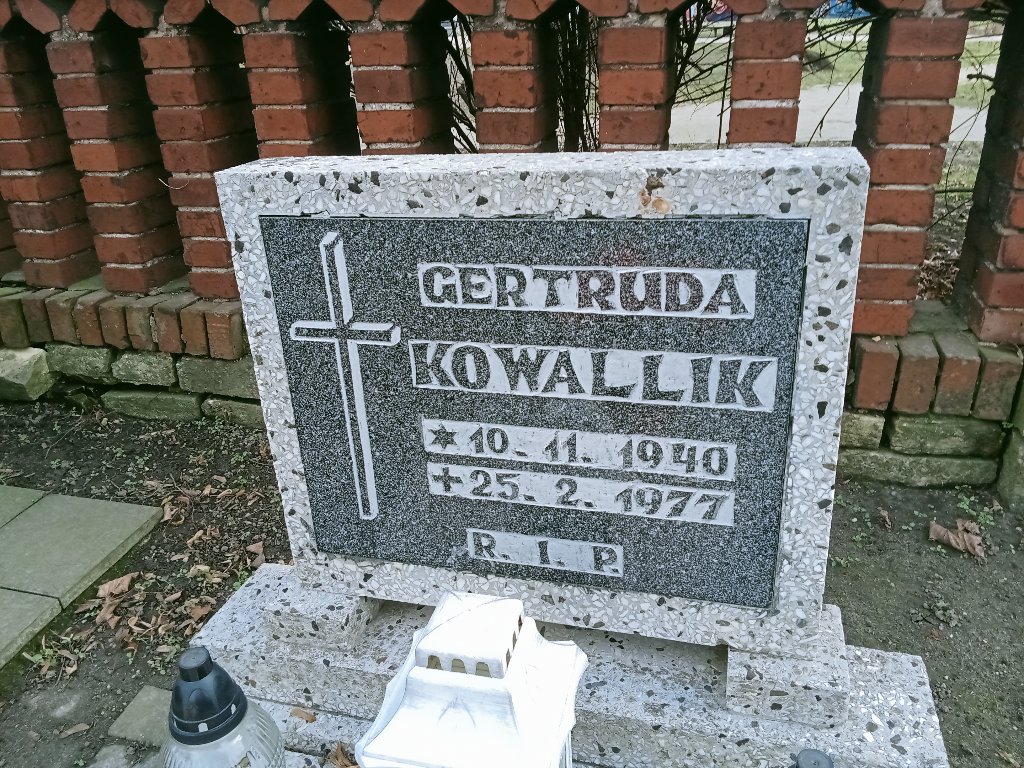 GERTRUDA
KOWALLIK
* 10. 11. 1940
+ 25. 2. 1977
R. I. P.